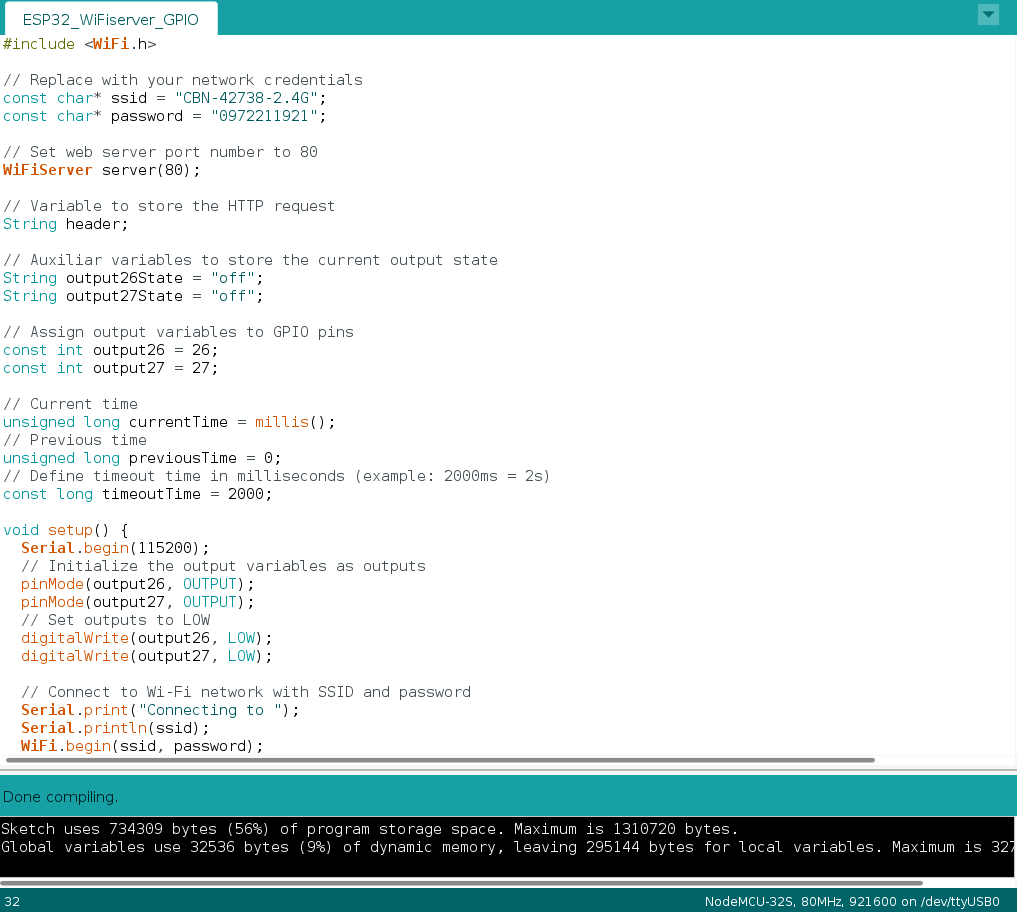 ESP32_WiFiserver_GPIO
#include <WiFi.h>
// Replace with your network credentials
const char* ssid = "CBN-42738-2.4G";
const char* password = "0972211921";
// Set web server port number to 80
WiFiServer server(80);
// Variable to store the HTTP request
String header;
// Auxiliar variables to store the current output state
String output26State = "off";
String output27State = "off";
// Assign output variables to GPIO pins
const int output26 = 26;
const int output27 = 27;
// Current time
unsigned long currentTime = millis();
// Previous time
unsigned long previousTime = 0;
// Define timeout time in milliseconds (example: 2000ms = 2s)
const long timeoutTime = 2000;
void setup() {
  Serial.begin(115200);
  // Initialize the output variables as outputs
  pinMode(output26, OUTPUT);
  pinMode(output27, OUTPUT);
  // Set outputs to LOW
  digitalWrite(output26, LOW);
  digitalWrite(output27, LOW);
  // Connect to Wi-Fi network with SSID and password
  Serial.print("Connecting to ");
  Serial.println(ssid);
  WiFi.begin(ssid, password);
Done compiling.
Sketch uses 734309 bytes (56%) of program storage space. Maximum is 1310720 bytes.
Global variables use 32536 bytes (9%) of dynamic memory, leaving 295144 bytes for local variables. Maximum is 327
32
NodeMCU-32S, 80MHz, 921600 on /dev/ttyUSB0